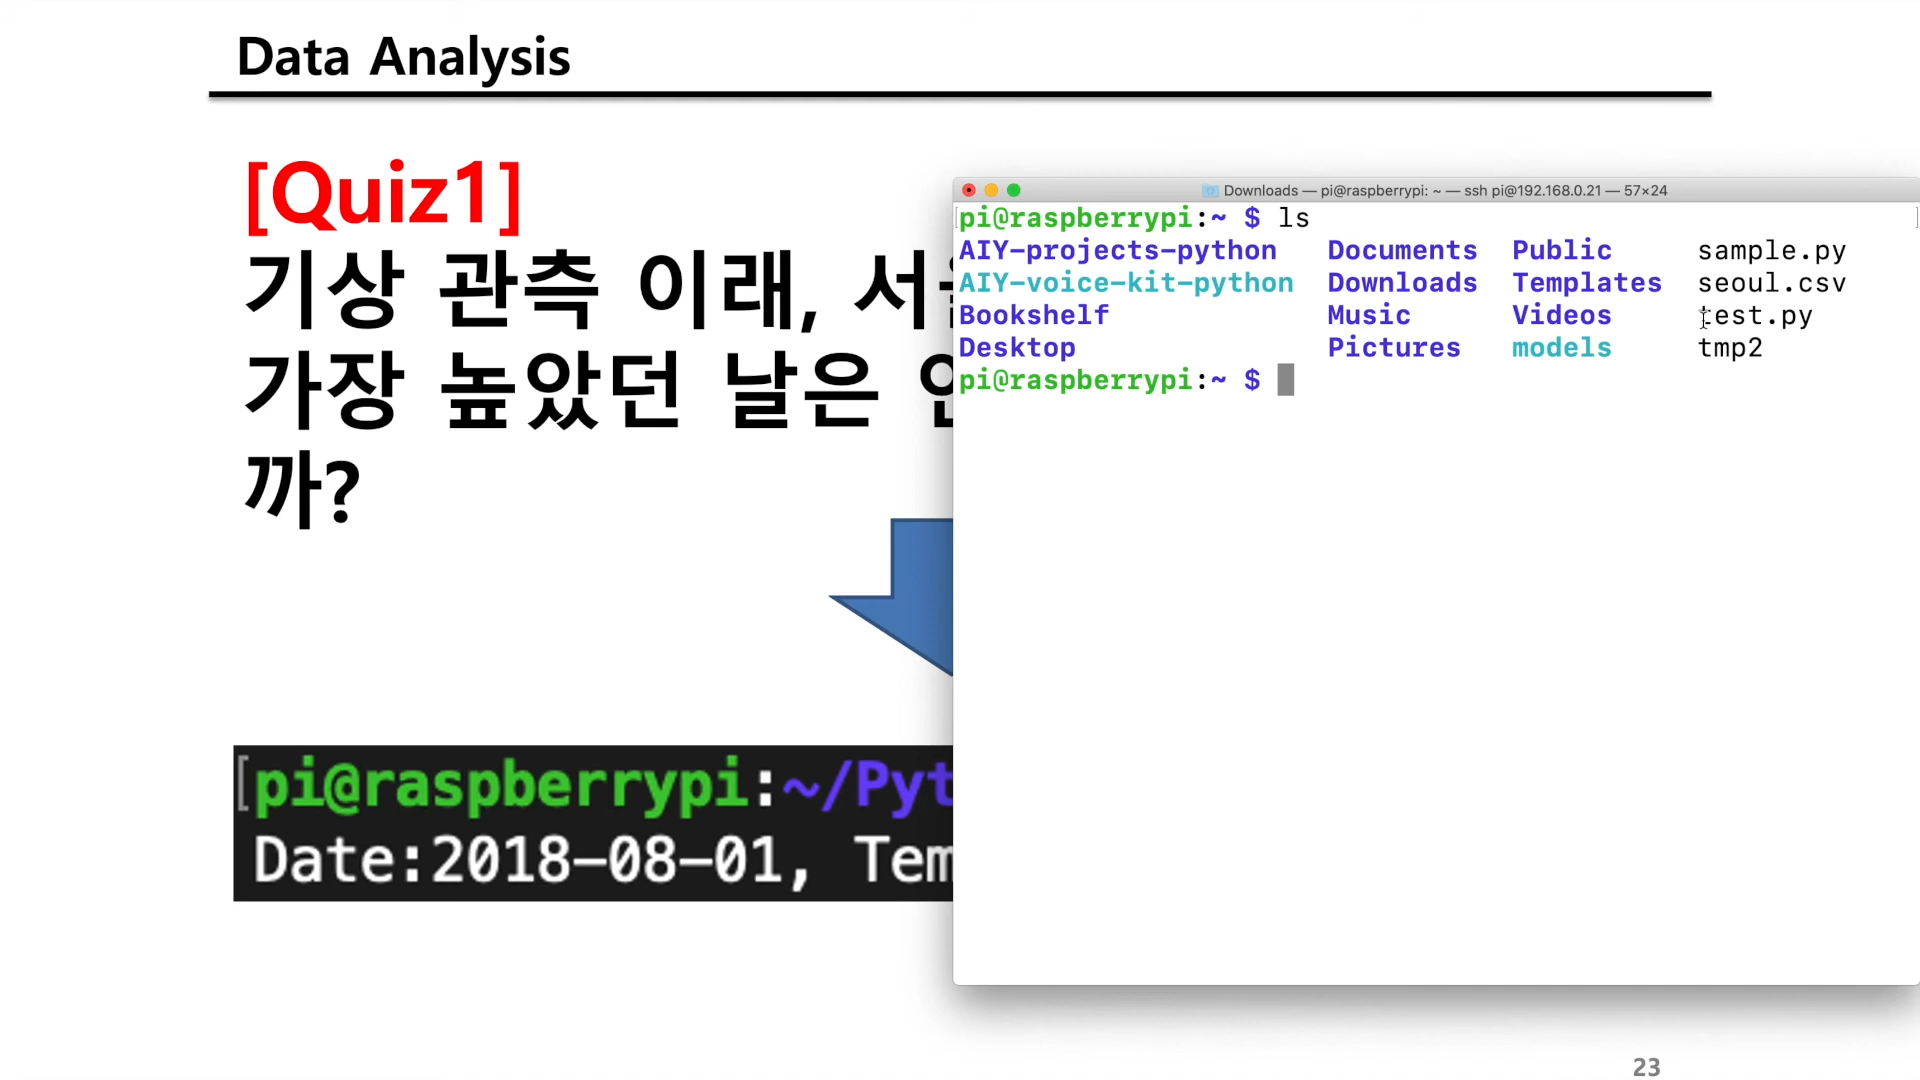 Data Analysis
[Quiz1]
기상 관측 이래,
가장 높았던 날은
까?
Downloads — pi@raspberrypi: ~ — ssh pi@192.168.0.21 — 57×24
pi@raspberrypi:~ $ ls
AIY-projects-python Documents Public sample.py
AIY-voice-kit-python Downloads Templates seoul.csv
Bookshelf Music Videos test.py
Desktop Pictures models tmp2
pi@raspberrypi:~ $
[pi@raspberrypi:~/Pyt
Date:2018-08-01, Tem
23